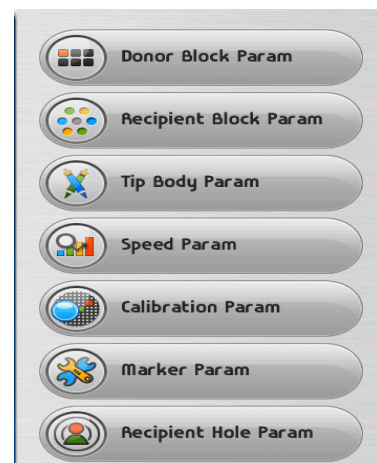 Donor Block Param
Recipient Block Param
Tip Body Param
Speed Param
Calibration Param
Marker Param
Recipient Hole Param